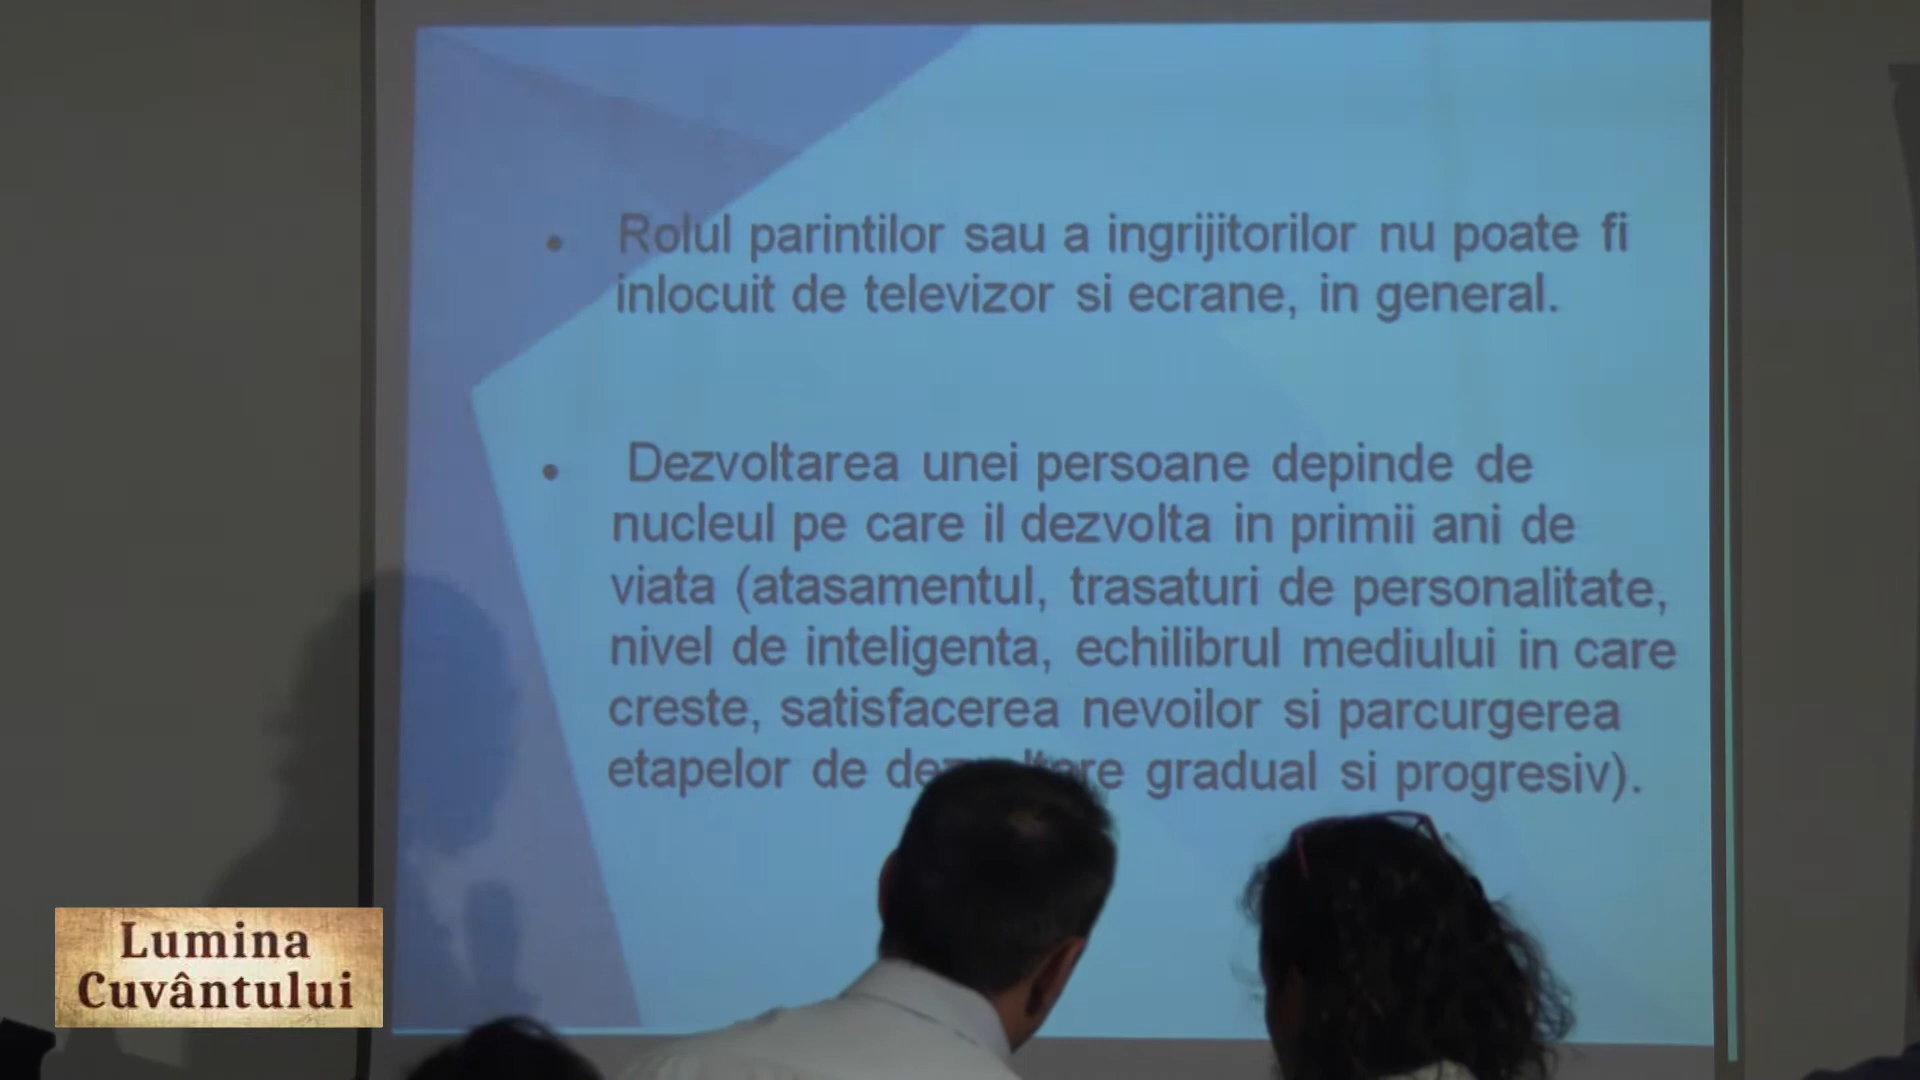 • Rolul parintilor sau a ingrijitorilor nu poate fi
inlocuit de televizor si ecrane, in general.
• Dezvoltarea unei persoane depinde de
nucleul pe care il dezvolta in primii ani de
viata (atasamentul, trasaturi de personalitate,
nivel de inteligenta, echilibrul mediului in care
creste, satisfacerea nevoilor si parcurgerea
etapelor de gradual si progresiv).
Lumina
Cuvântului